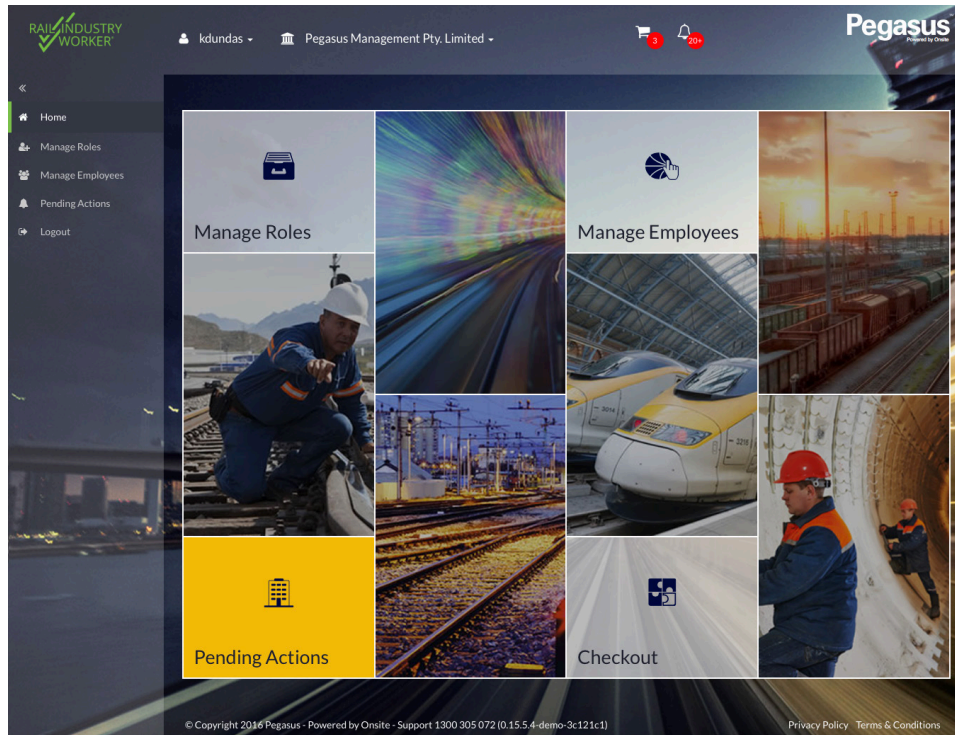 RAIL INDUSTRY
WORKER
kdundas
Pegasus Management Pty. Limited
3
20+
Pegasus
Powered by Onsite
Home
Manage Roles
Manage Employees
Pending Actions
Logout
Manage Roles
Manage Employees
3014
3216
Pending Actions
Checkout
© Copyright 2016 Pegasus - Powered by Onsite - Support 1300 305 072 (0.15.5.4-demo-3c121c1)
Privacy Policy Terms & Conditions